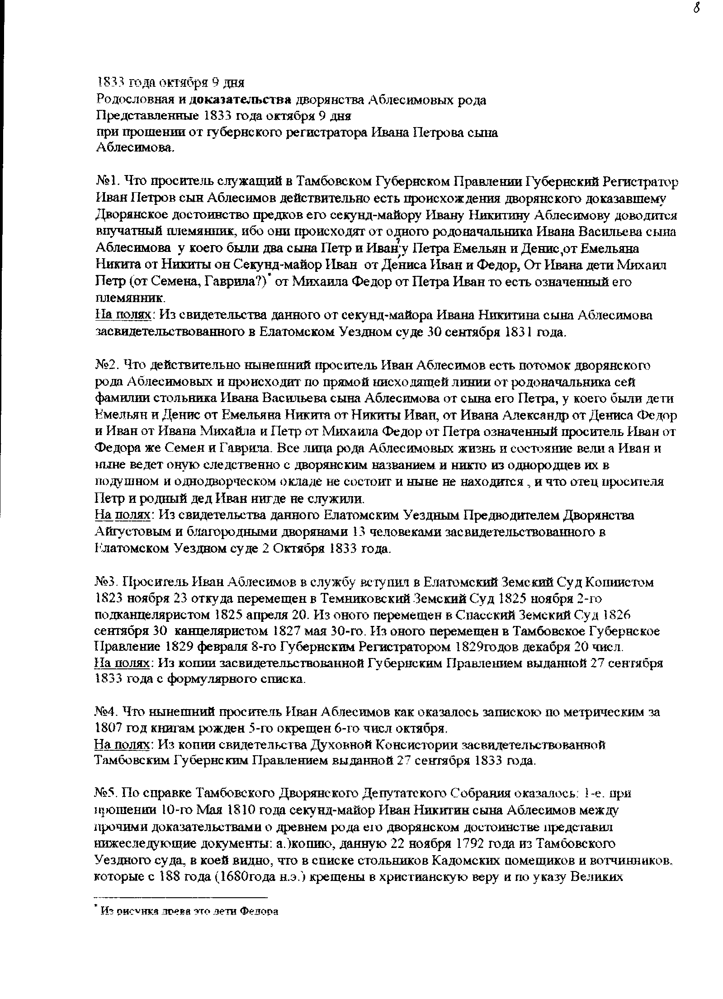 8
1833 года октября 9 дня
Родословная и доказательства дворянства Аблесимовых рода
Представленные 1833 года октября 9 дня
при прошении от губернского регистратора Ивана Петрова сына
Аблесимова.
№1. Что проситель служащий в Тамбовском Губернском Правлении Губернский Регистратор
Иван Петров сын Аблесимов действительно есть происхождения дворянского доказавшему
Дворянское достоинство предков его секунд-майору Ивану Никитину Аблесимову доводится
внучатный племянник, ибо они происходят от одного родоначальника Ивана Васильева сына
Аблесимова у коего были два сына Петр и Иван; у Петра Емельян и Денис,от Емельяна
Никита от Никиты он Секунд-майор Иван от Дениса Иван и Федор, От Ивана дети Михаил
Петр (от Семена, Гаврила?)* от Михаила Федор от Петра Иван то есть означенный его
племянник.
На полях: Из свидетельства данного от секунд-майора Ивана Никитина сына Аблесимова
засвидетельствованного в Елатомском Уездном суде 30 сентября 1831 года.
№2. Что действительно нынешний проситель Иван Аблесимов есть потомок дворянского
рода Аблесимовых и происходит по прямой нисходящей линии от родоначальника сей
фамилии стольника Ивана Васильева сына Аблесимова от сына его Петра, у коего были дети
Емельян и Денис от Емельяна Никита от Никиты Иван, от Ивана Александр от Дениса Федор
и Иван от Ивана Михайла и Петр от Михаила Федор от Петра означенный проситель Иван от
Федора же Семен и Гаврила. Все лица рода Аблесимовых жизнь и состояние вели а Иван и
ныне ведет оную следственно с дворянским названием и никто из однородцев их в
подушном и однодворческом окладе не состоит и ныне не находится , и что отец просителя
Петр и родный дед Иван нигде не служили.
На полях: Из свидетельства данного Елатомским Уездным Предводителем Дворянства
Айгустовым и благородными дворянами 13 человеками засвидетельствованного в
Елатомском Уездном суде 2 Октября 1833 года.
№3. Проситель Иван Аблесимов в службу вступил в Елатомский Земский Суд Копиистом
1823 ноября 23 откуда перемещен в Темниковский Земский Суд 1825 ноября 2-го
подканцеляристом 1825 апреля 20. Из оного перемещен в Спасский Земский Суд 1826
сентября 30 канцеляристом 1827 мая 30-го. Из оного перемещен в Тамбовское Губернское
Правление 1829 февраля 8-го Губернским Регистратором 1829годов декабря 20 числ.
На полях: Из копии засвидетельствованной Губернским Правлением выданной 27 сентября
1833 года с формулярного списка.
№4. Что нынешний проситель Иван Аблесимов как оказалось запискою по метрическим за
1807 год книгам рожден 5-го окрещен 6-го числ октября.
На полях: Из копии свидетельства Духовной Консистории засвидетельствованной
Тамбовским Губернским Правлением выданной 27 сентября 1833 года.
№5. По справке Тамбовского Дворянского Депутатского Собрания оказалось: 1-е. при
прошении 10-го Мая 1810 года секунд-майор Иван Никитин сына Аблесимов между
прочими доказательствами о древнем рода его дворянском достоинстве представил
нижеследующие документы: а.)копию, данную 22 ноября 1792 года из Тамбовского
Уездного суда, в коей видно, что в списке стольников Кадомских помещиков и вотчинников,
которые с 188 года (1680года н.э.) крещены в христианскую веру и по указу Великих
* Из рисунка древа это дети Федора